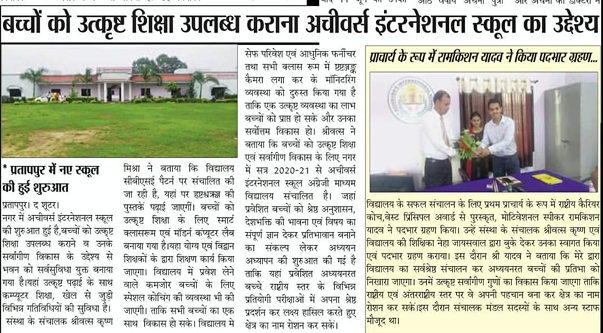 बच्चों को उत्कृष्ट शिक्षा उपलब्ध कराना अचीवर्स इंटरनेशनल स्कूल का उद्देश्य
* प्रतापपुर में नए स्कूल
की हुई शुरुआत
प्रतापपुर। द शूटर।
नगर में अचीवर्स इंटरनेशनल स्कूल
की शुरुआत हुई है,बच्चों को उत्कृष्ट
शिक्षा उपलब्ध कराने व उनके
सर्वांगीण विकास के उद्देश्य से
भवन को सर्वसुविधा युक्त बनाया
गया है।यहां उत्कृष्ट पढ़ाई के साथ
कम्प्यूटर शिक्षा, खेल से जुड़ी
विभिन्न गतिविधियों की सुविधा है।
संस्था के संचालक श्रीवत्स कृष्ण
मिश्रा ने बताया कि विद्यालय
सीबीएसई पैटर्न पर संचालित की
जा रही है, यहां पर
पुस्तकें पढ़ाई जाएगीं। बच्चों को
उत्कृष्ट शिक्षा के लिए स्मार्ट
क्लासरूम एवं मॉडर्न कंप्यूटर लैब
बनाया गया है।यह योग्य एवं विद्वान
शिक्षकों के द्वारा शिक्षण कार्य किया
जाएगा। विद्यालय में प्रवेश लेने
वाले कमजोर बच्चों के लिए
स्पेशल कोचिंग की व्यवस्था भी की
जाएगी। ताकि सभी बच्चों का एक
साथ विकास हो सके। विद्यालय मे
सेफ परिवेश एवं आधुनिक फर्नीचर
तथा सभी क्लास रूम में
कैमरा लगा कर के मॉनिटरिंग
व्यवस्था को दुरुस्त किया गया है
ताकि एक उत्कृष्ट व्यवस्था का लाभ
बच्चों को प्राप्त हो सके और उनका
सर्वोत्तम विकास हो। श्रीवत्स ने
बताया कि बच्चों को उत्कृष्ट शिक्षा
एवं सर्वांगीण विकास के लिए नगर
में सत्र 2020-21 से अचीवर्स
इंटरनेशनल स्कूल अंग्रेजी माध्यम
विद्यालय संचालित है। जहां
प्रवेशित बच्चों को श्रेष्ठ अनुशासन,
देशभक्ति की भावना एवं विषय का
संपूर्ण ज्ञान देकर प्रतिभावान बनाने
का संकल्प लेकर अध्ययन
अध्यापन की शुरुआत की गई है
ताकि यहां प्रवेशित अध्ययनरत
बच्चे राष्ट्रीय स्तर के विभिन्न
प्रतियोगी परीक्षाओं में अपना श्रेष्ठ
प्रदर्शन कर लक्ष्य हासिल करते हुए
क्षेत्र का नाम रोशन कर सके।
प्राचार्य के रूप में रामकिशन यादव ने किया पदभार ग्रहण...
विद्यालय के सफल संचालन के लिए प्रथम प्राचार्य के रूप में राष्ट्रीय कैरियर
कोच,बेस्ट प्रिंसिपल अवार्ड से पुरस्कृत, मोटिवेशनल स्पीकर रामकिशन
यादव ने पदभार ग्रहण किया। उन्हें संस्था के संचालक श्रीवत्स कृष्ण एवं
विद्यालय की शिक्षिका नेहा जायसवाल द्वारा बुके देकर उनका स्वागत किया
एवं पदभार ग्रहण कराया। इस दौरान श्री यादव ने बताया कि मेरे द्वारा
विद्यालय का सर्वश्रेष्ठ संचालन कर अध्ययनरत बच्चों की प्रतिभा को
निखारा जाएगा। उनमें उत्कृष्ट सर्वांगीण गुणों का विकास किया जाएगा ताकि
राष्ट्रीय एवं अंतरराष्ट्रीय स्तर पर वे अपनी पहचान बना कर क्षेत्र का नाम
रोशन कर सकें।इस दौरान संचालक मंडल सदस्यों के साथ अन्य स्टाफ
मौजूद था।